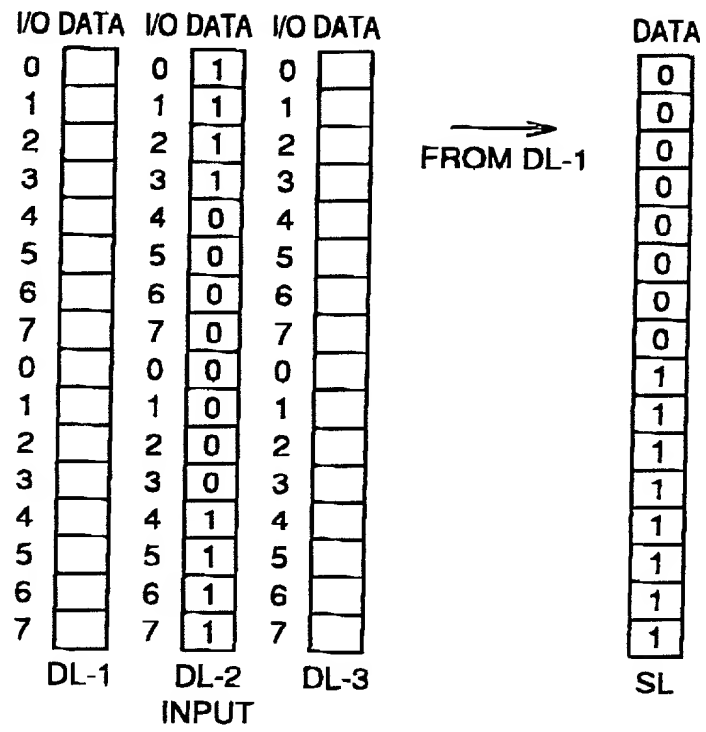 I/O DATA I/O DATA I/O DATA DATA
0 0 1 0 0
1 1 1 1 0
2 2 1 2 0
3 3 1 3 0
4 4 0 4 0
5 5 0 5 0
6 6 0 6 0
7 7 0 7 0
0 0 0 0 1
1 1 0 1 1
2 2 0 2 1
3 3 0 3 1
4 4 1 4 1
5 5 1 5 1
6 6 1 6 1
7 7 1 7 1
FROM DL-1
DL-1 DL-2 DL-3 SL
INPUT